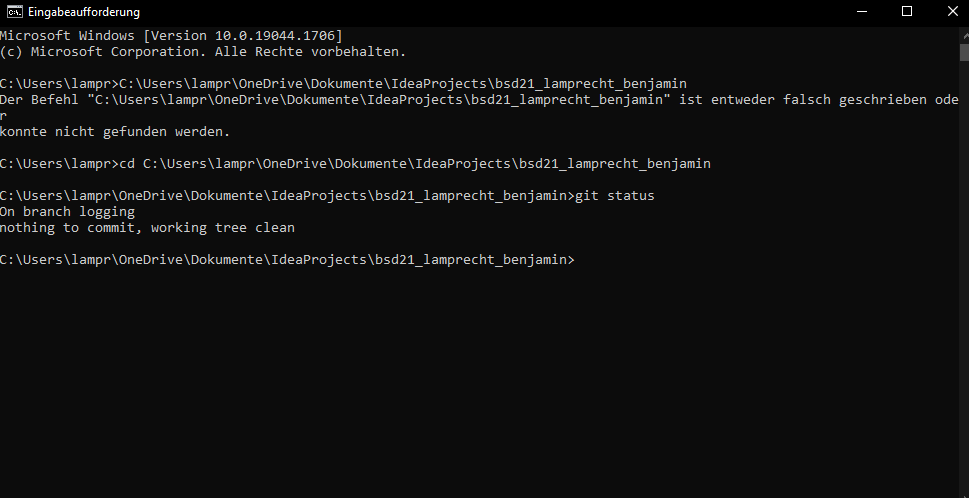 Eingabeaufforderung
Microsoft Windows [Version 10.0.19044.1706]
(c) Microsoft Corporation. Alle Rechte vorbehalten.
C:\Users\lampr>C:\Users\lampr\OneDrive\Dokumente\IdeaProjects\bsd21_lamprecht_benjamin
Der Befehl "C:\Users\lampr\OneDrive\Dokumente\IdeaProjects\bsd21_lamprecht_benjamin" ist entweder falsch geschrieben ode
r
konnte nicht gefunden werden.
C:\Users\lampr>cd C:\Users\lampr\OneDrive\Dokumente\IdeaProjects\bsd21_lamprecht_benjamin
C:\Users\lampr\OneDrive\Dokumente\IdeaProjects\bsd21_lamprecht_benjamin>git status
On branch logging
nothing to commit, working tree clean
C:\Users\lampr\OneDrive\Dokumente\IdeaProjects\bsd21_lamprecht_benjamin>